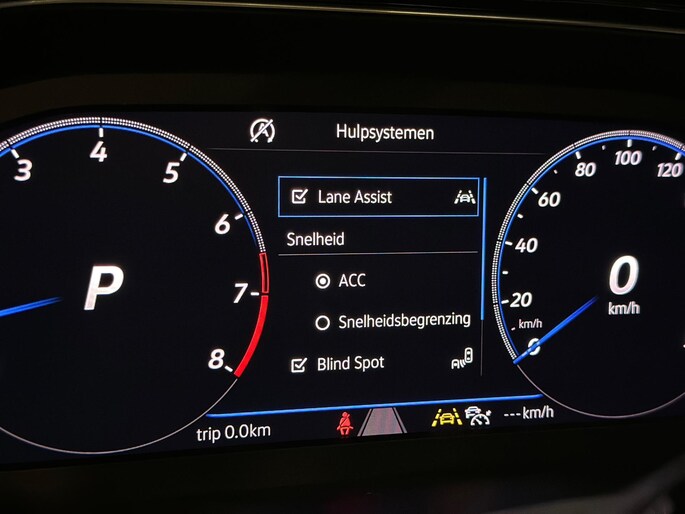 Hulpsystemen
3
4
5
6
7
8
P
Lane Assist
Snelheid
ACC
Snelheidsbegrenzing
Blind Spot
A
trip 0.0km
--- km/h
120
100
80
60
40
20
km/h
0
0
km/h